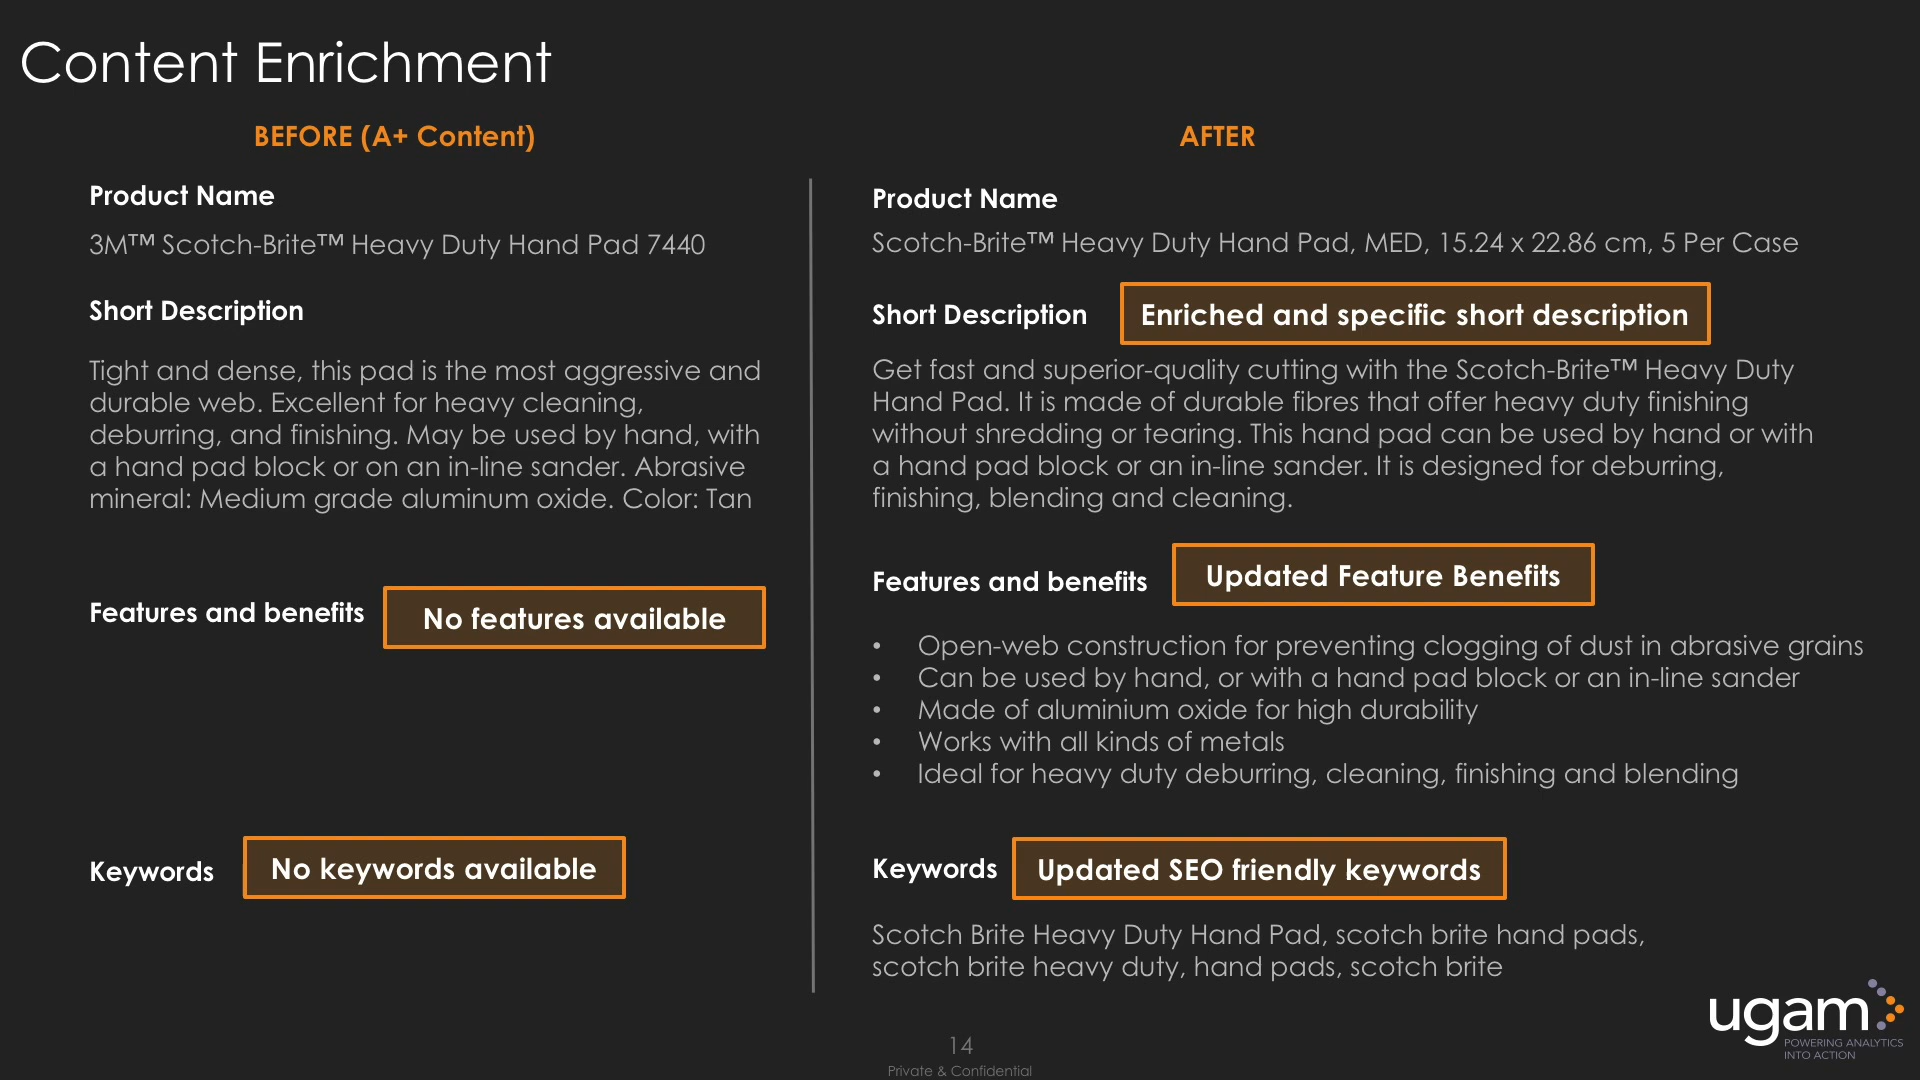 Content Enrichment
BEFORE (A+ Content)
Product Name
3M™ Scotch-Brite™ Heavy Duty Hand Pad 7440
Short Description
Tight and dense, this pad is the most aggressive and
durable web. Excellent for heavy cleaning,
deburring, and finishing. May be used by hand, with
a hand pad block or on an in-line sander. Abrasive
mineral: Medium grade aluminum oxide. Color: Tan
Features and benefits
No features available
Keywords
No keywords available
AFTER
Product Name
Scotch-Brite™ Heavy Duty Hand Pad, MED, 15.24 x 22.86 cm, 5 Per Case
Short Description
Enriched and specific short description
Get fast and superior-quality cutting with the Scotch-Brite™ Heavy Duty
Hand Pad. It is made of durable fibres that offer heavy duty finishing
without shredding or tearing. This hand pad can be used by hand or with
a hand pad block or an in-line sander. It is designed for deburring,
finishing, blending and cleaning.
Features and benefits
Updated Feature Benefits
• Open-web construction for preventing clogging of dust in abrasive grains
• Can be used by hand, or with a hand pad block or an in-line sander
• Made of aluminium oxide for high durability
• Works with all kinds of metals
• Ideal for heavy duty deburring, cleaning, finishing and blending
Keywords
Updated SEO friendly keywords
Scotch Brite Heavy Duty Hand Pad, scotch brite hand pads,
scotch brite heavy duty, hand pads, scotch brite
14
Private & Confidential
ugam
POWERING ANALYTICS
INTO ACTION